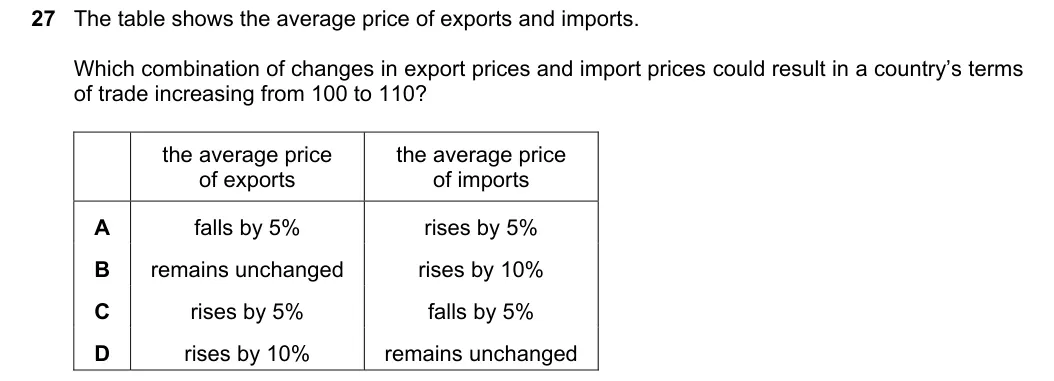 27 The table shows the average price of exports and imports.
Which combination of changes in export prices and import prices could result in a country's terms
of trade increasing from 100 to 110?
the average price the average price
of exports of imports
A falls by 5% rises by 5%
B remains unchanged rises by 10%
C rises by 5% falls by 5%
D rises by 10% remains unchanged